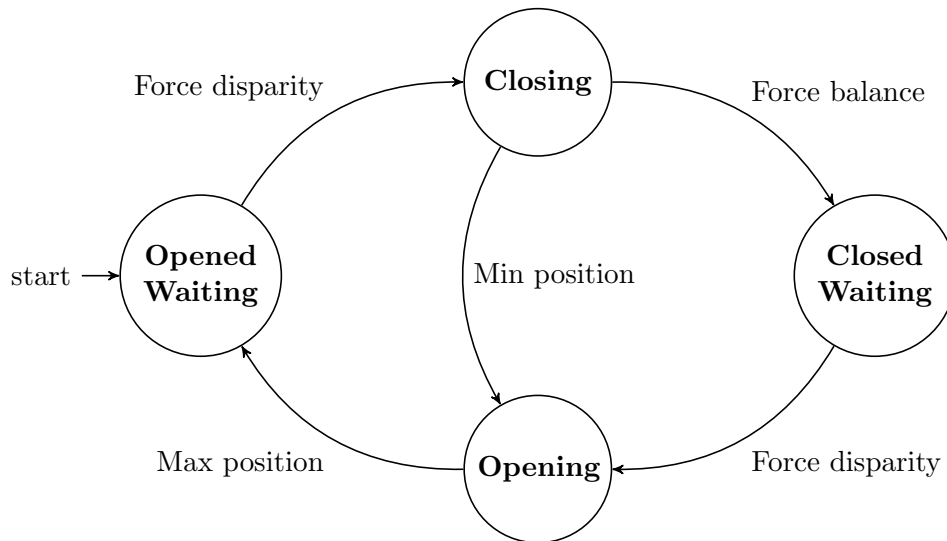 Closing
Force disparity
Force balance
Opened
Waiting
Closed
Waiting
start
Min position
Max position
Opening
Force disparity